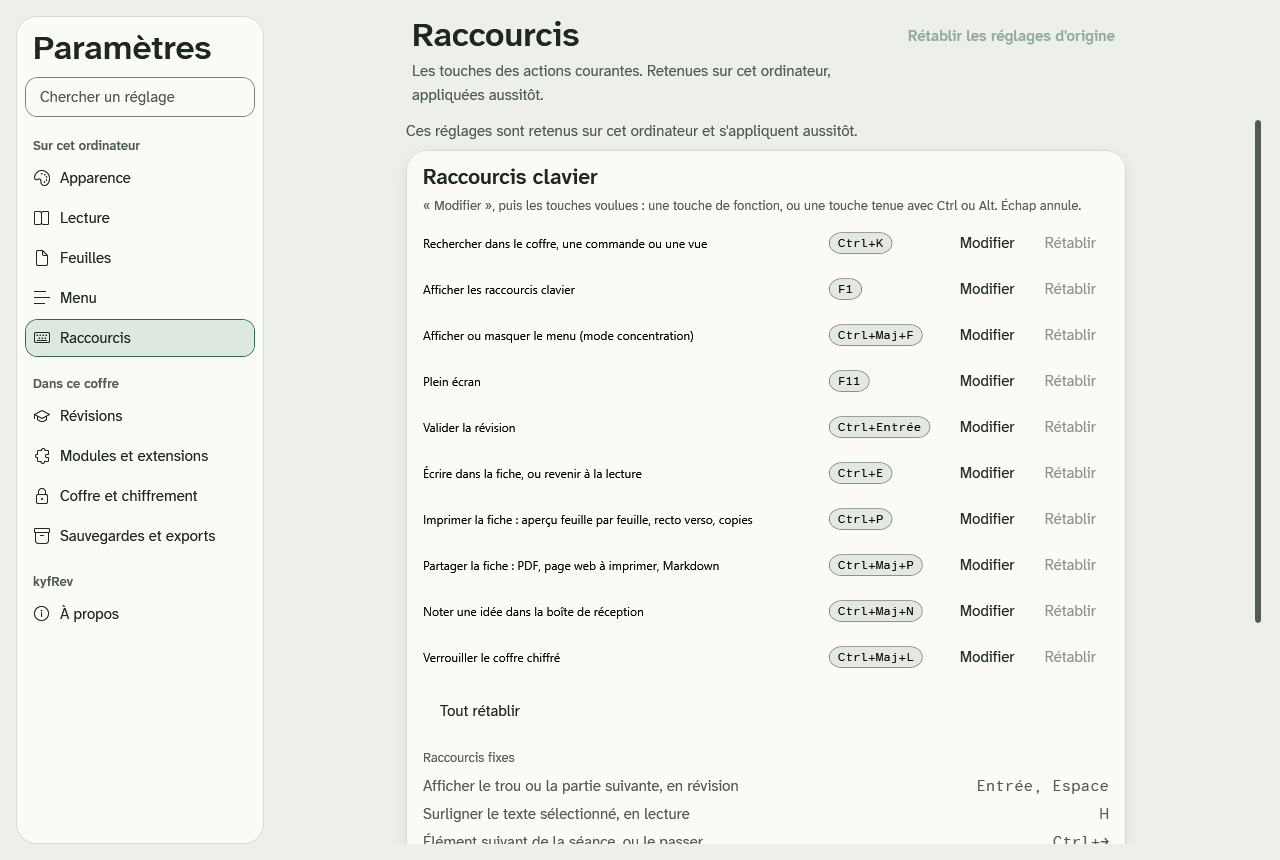 Paramètres
Chercher un réglage
Sur cet ordinateur
Apparence
Lecture
Feuilles
Menu
Raccourcis
Dans ce coffre
Révisions
Modules et extensions
Coffre et chiffrement
Sauvegardes et exports
kyfRev
À propos
Raccourcis
Rétablir les réglages d'origine
Les touches des actions courantes. Retenues sur cet ordinateur,
appliquées aussitôt.
Ces réglages sont retenus sur cet ordinateur et s'appliquent aussitôt.
Raccourcis clavier
« Modifier », puis les touches voulues : une touche de fonction, ou une touche tenue avec Ctrl ou Alt. Échap annule.
Rechercher dans le coffre, une commande ou une vue Ctrl+K Modifier Rétablir
Afficher les raccourcis clavier F1 Modifier Rétablir
Afficher ou masquer le menu (mode concentration) Ctrl+Maj+F Modifier Rétablir
Plein écran F11 Modifier Rétablir
Valider la révision Ctrl+Entrée Modifier Rétablir
Écrire dans la fiche, ou revenir à la lecture Ctrl+E Modifier Rétablir
Imprimer la fiche : aperçu feuille par feuille, recto verso, copies Ctrl+P Modifier Rétablir
Partager la fiche : PDF, page web à imprimer, Markdown Ctrl+Maj+P Modifier Rétablir
Noter une idée dans la boîte de réception Ctrl+Maj+N Modifier Rétablir
Verrouiller le coffre chiffré Ctrl+Maj+L Modifier Rétablir
Tout rétablir
Raccourcis fixes
Afficher le trou ou la partie suivante, en révision Entrée, Espace
Surligner le texte sélectionné, en lecture H
Élément suivant de la séance, ou le passer Ctrl+→